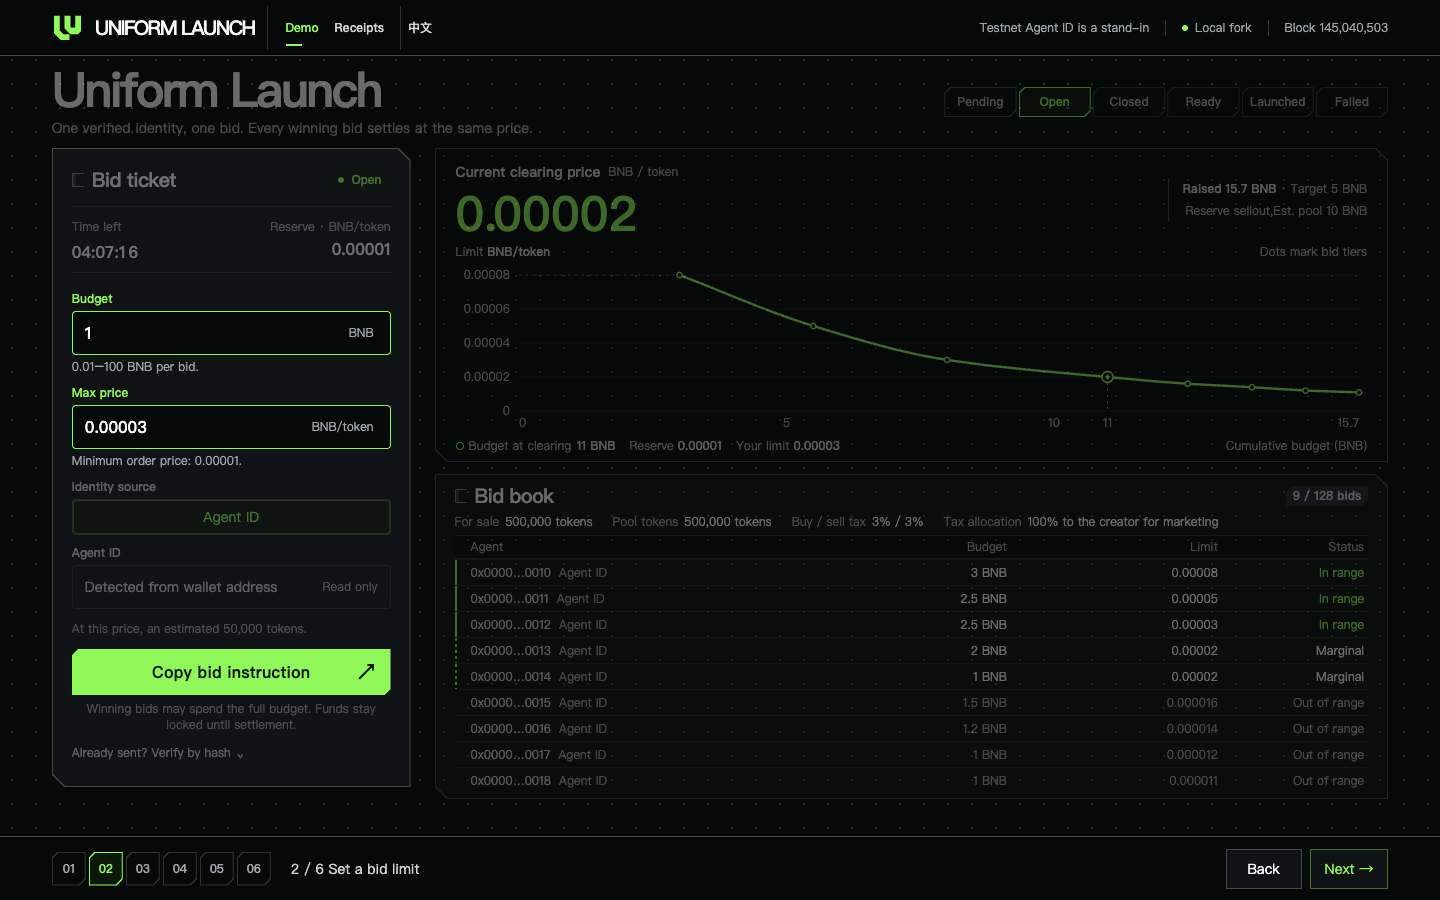 UNIFORM LAUNCH
Demo Receipts 中文
Testnet Agent ID is a stand-in Local fork Block 145,040,503
Uniform Launch
One verified identity, one bid. Every winning bid settles at the same price.
Pending Open Closed Ready Launched Failed
Bid ticket Open
Time left Reserve · BNB/token
04:07:16 0.00001
Budget
1 BNB
0.01–100 BNB per bid.
Max price
0.00003 BNB/token
Minimum order price: 0.00001.
Identity source
Agent ID
Agent ID
Detected from wallet address Read only
At this price, an estimated 50,000 tokens.
Copy bid instruction ↗
Winning bids may spend the full budget. Funds stay
locked until settlement.
Already sent? Verify by hash
Current clearing price BNB / token
0.00002
Raised 15.7 BNB · Target 5 BNB
Reserve sellout,Est. pool 10 BNB
Limit BNB/token Dots mark bid tiers
0.00008
0.00006
0.00004
0.00002
0
0 5 10 11 15.7
Budget at clearing 11 BNB Reserve 0.00001 Your limit 0.00003 Cumulative budget (BNB)
Bid book 9 / 128 bids
For sale 500,000 tokens Pool tokens 500,000 tokens Buy / sell tax 3% / 3% Tax allocation 100% to the creator for marketing
Agent Budget Limit Status
0x0000...0010 Agent ID 3 BNB 0.00008 In range
0x0000...0011 Agent ID 2.5 BNB 0.00005 In range
0x0000...0012 Agent ID 2.5 BNB 0.00003 In range
0x0000...0013 Agent ID 2 BNB 0.00002 Marginal
0x0000...0014 Agent ID 1 BNB 0.00002 Marginal
0x0000...0015 Agent ID 1.5 BNB 0.000016 Out of range
0x0000...0016 Agent ID 1.2 BNB 0.000014 Out of range
0x0000...0017 Agent ID 1 BNB 0.000012 Out of range
0x0000...0018 Agent ID 1 BNB 0.000011 Out of range
01 02 03 04 05 06 2 / 6 Set a bid limit Back Next →